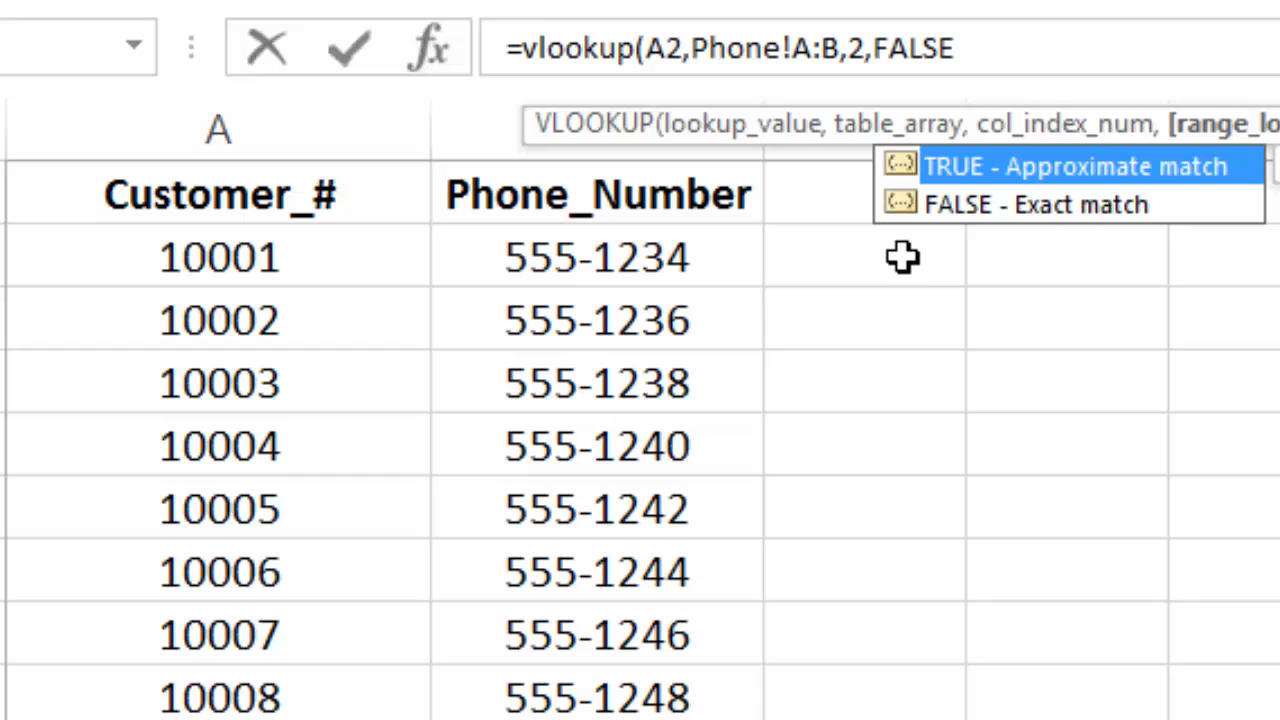 fx =vlookup(A2,Phone!A:B,2,FALSE
VLOOKUP(lookup_value, table_array, col_index_num, [range_lo
A
TRUE - Approximate match
FALSE - Exact match
Customer_# Phone_Number
10001 555-1234
10002 555-1236
10003 555-1238
10004 555-1240
10005 555-1242
10006 555-1244
10007 555-1246
10008 555-1248